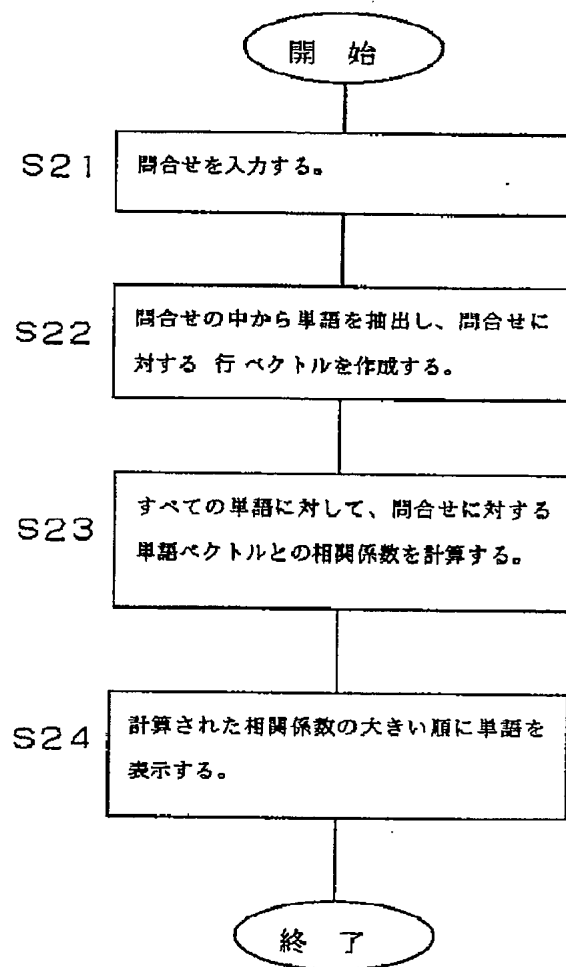 開 始
S21
問合せを入力する。
S22
問合せの中から単語を抽出し、問合せに
対する 行 ベクトルを作成する。
S23
すべての単語に対して、問合せに対する
単語ベクトルとの相関係数を計算する。
S24
計算された相関係数の大きい順に単語を
表示する。
終 了